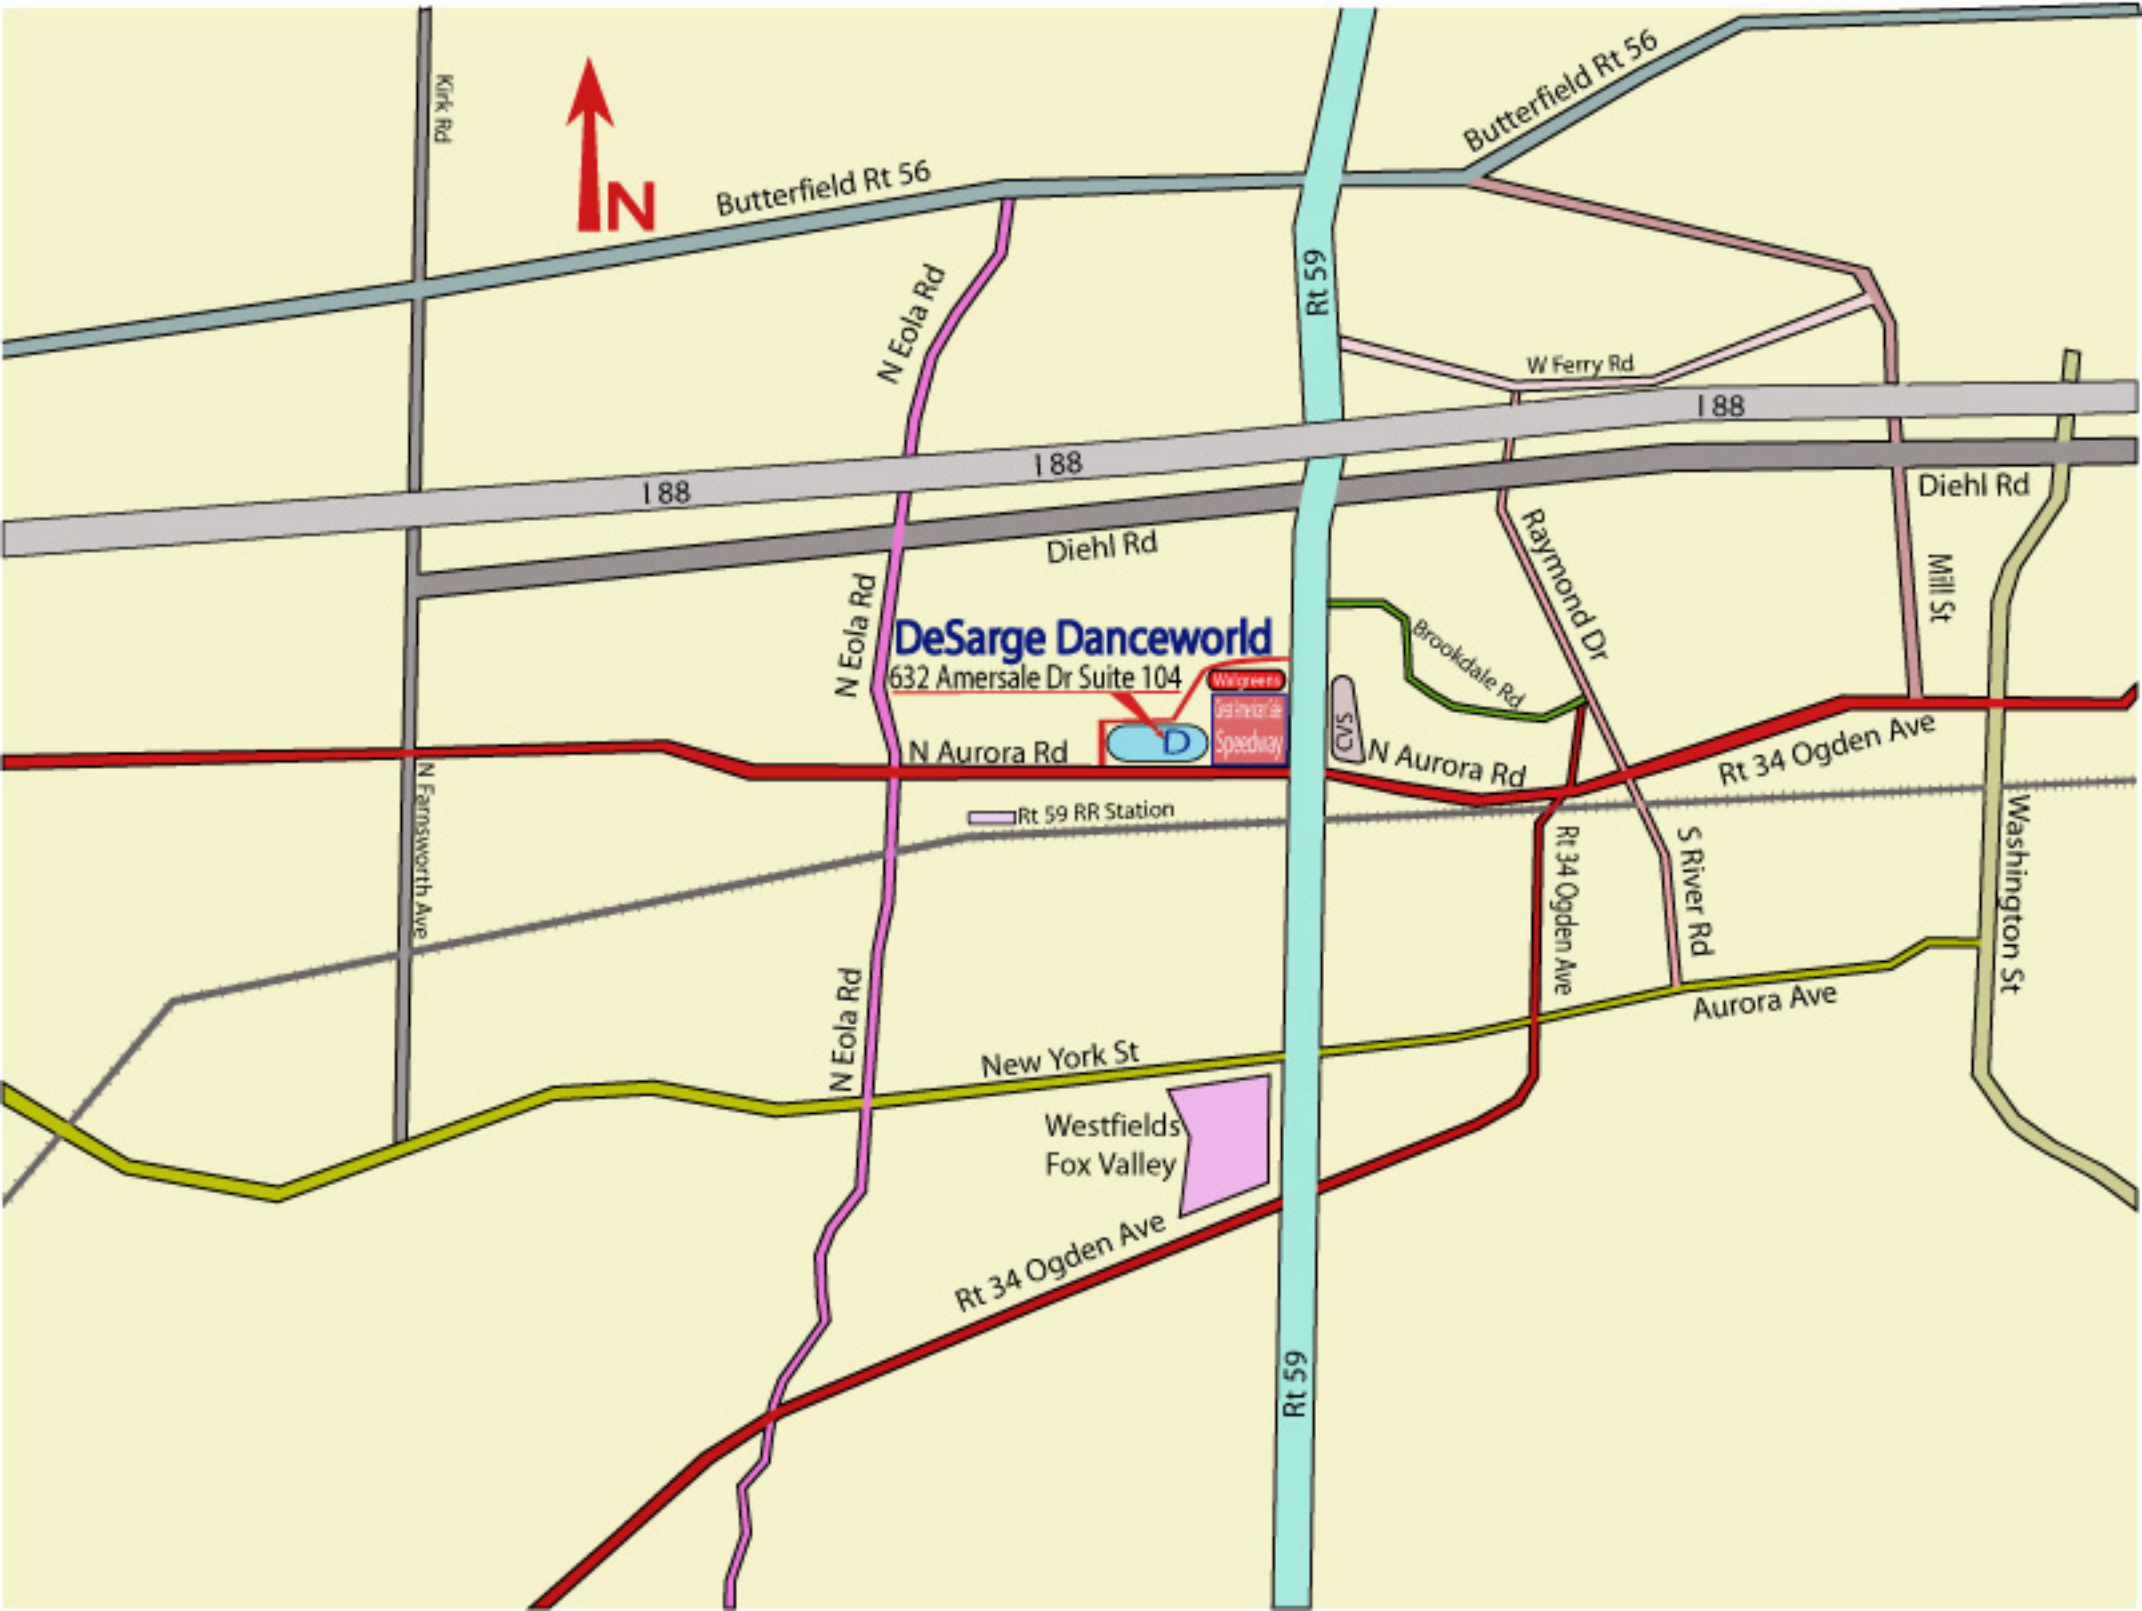 Kirk Rd
Butterfield Rt 56
N
Butterfield Rt 56
N Eola Rd
Rt 59
W Ferry Rd
I 88
I 88
I 88
Diehl Rd
Diehl Rd
Raymond Dr
Mill St
N Eola Rd
DeSarge Danceworld
632 Amersale Dr Suite 104
Walgreens
Brookdale Rd
Great American
Speedway
D
CVS
N Aurora Rd
N Aurora Rd
Rt 34 Ogden Ave
N Farnsworth Ave
Rt 59 RR Station
Rt 34 Ogden Ave
S River Rd
Washington St
N Eola Rd
New York St
Aurora Ave
Westfields
Fox Valley
Rt 34 Ogden Ave
Rt 59